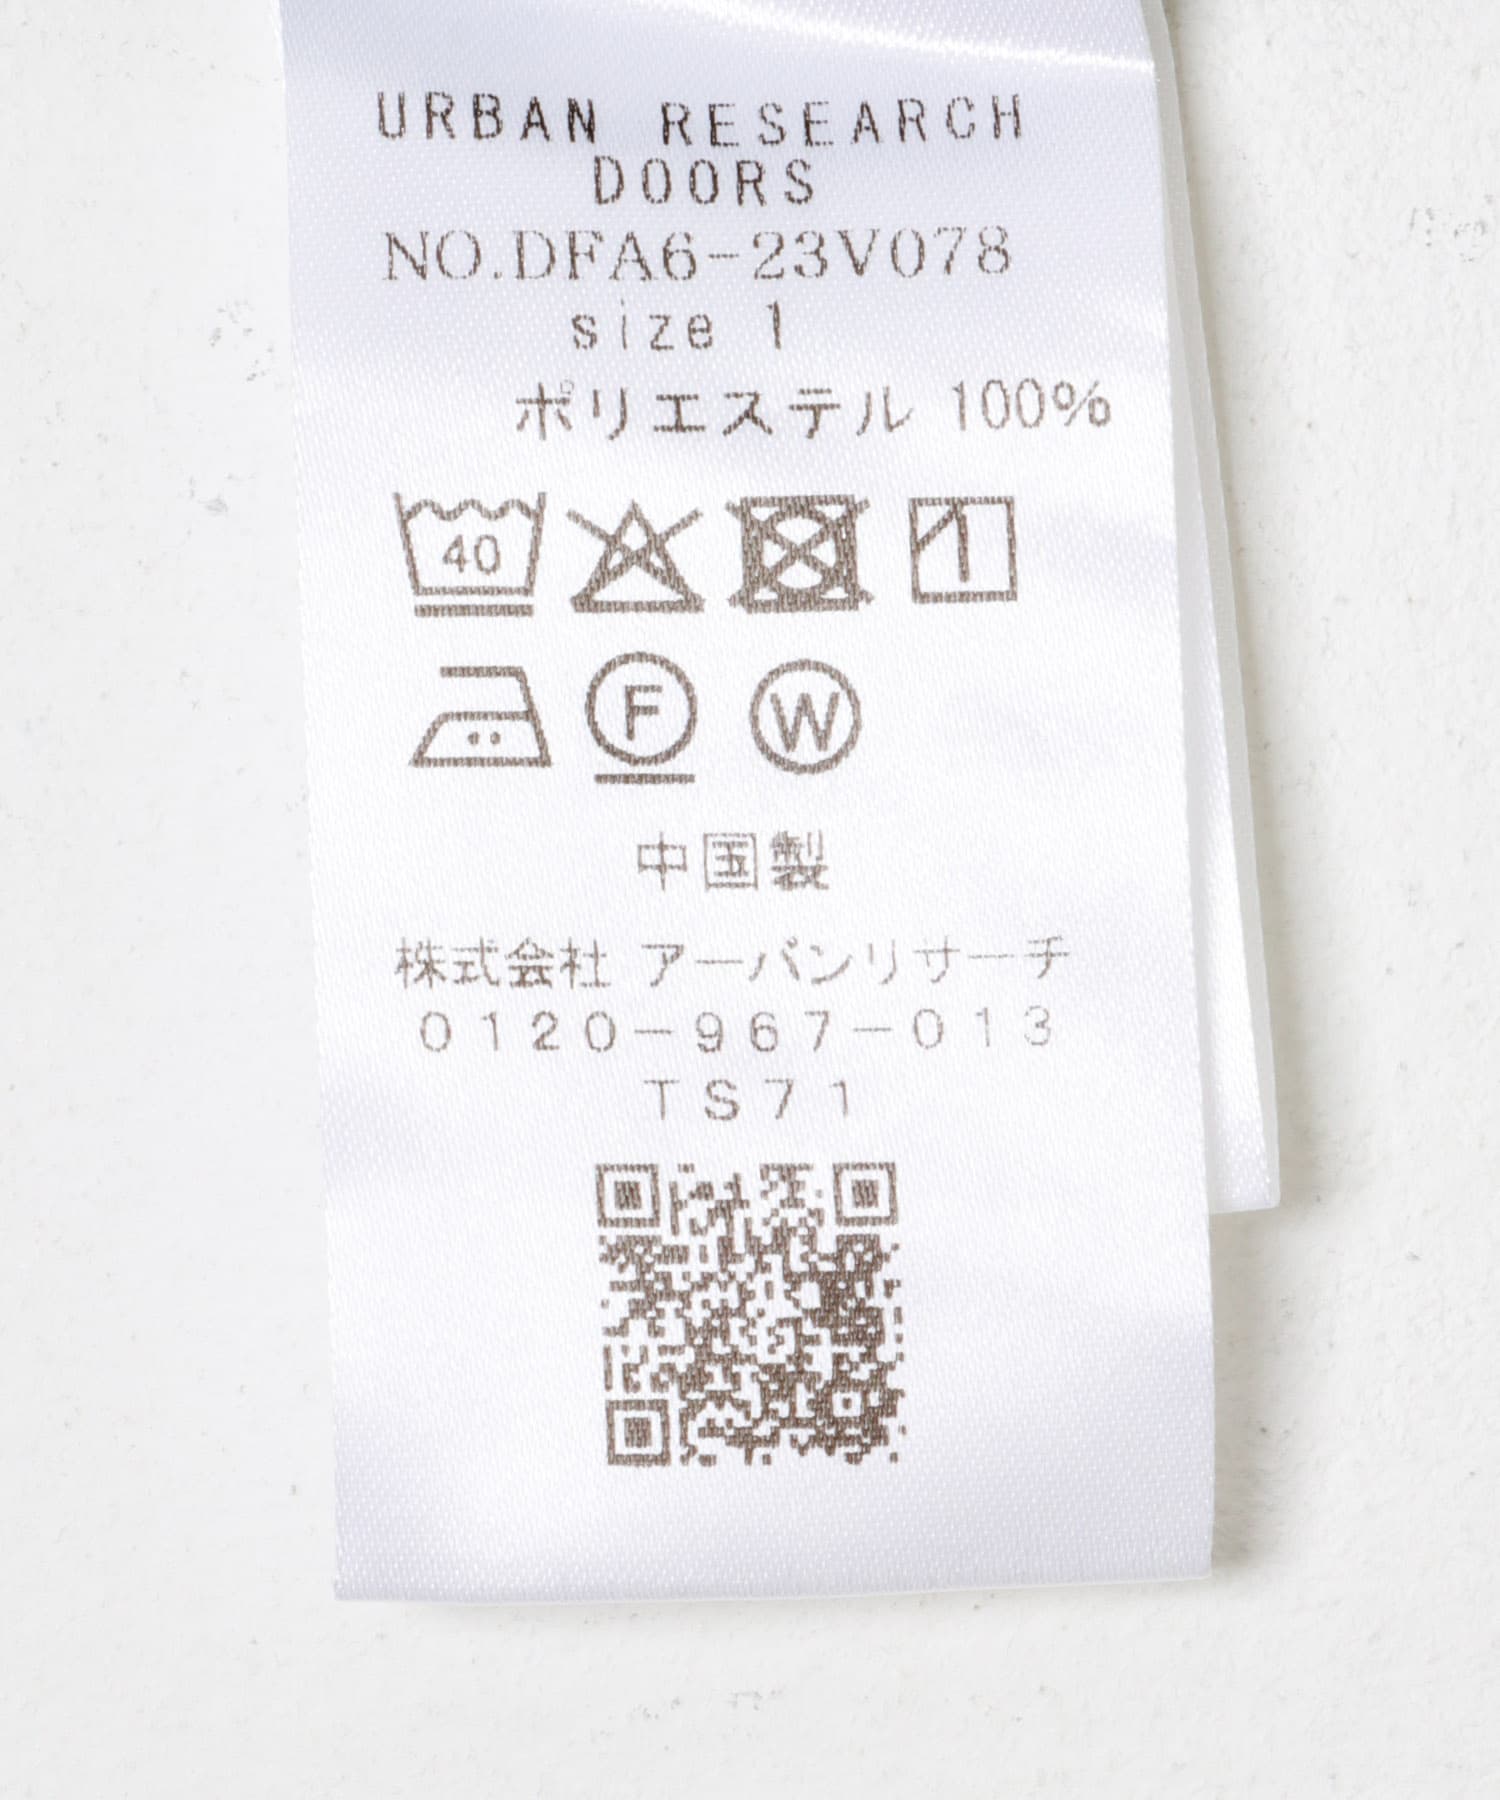 URBAN RESEARCH
DOORS
NO.DFA6-23V078
size 1
ポリエステル 100%
40
F W
中国製
株式会社 アーバンリサーチ
0120-967-013
TS71